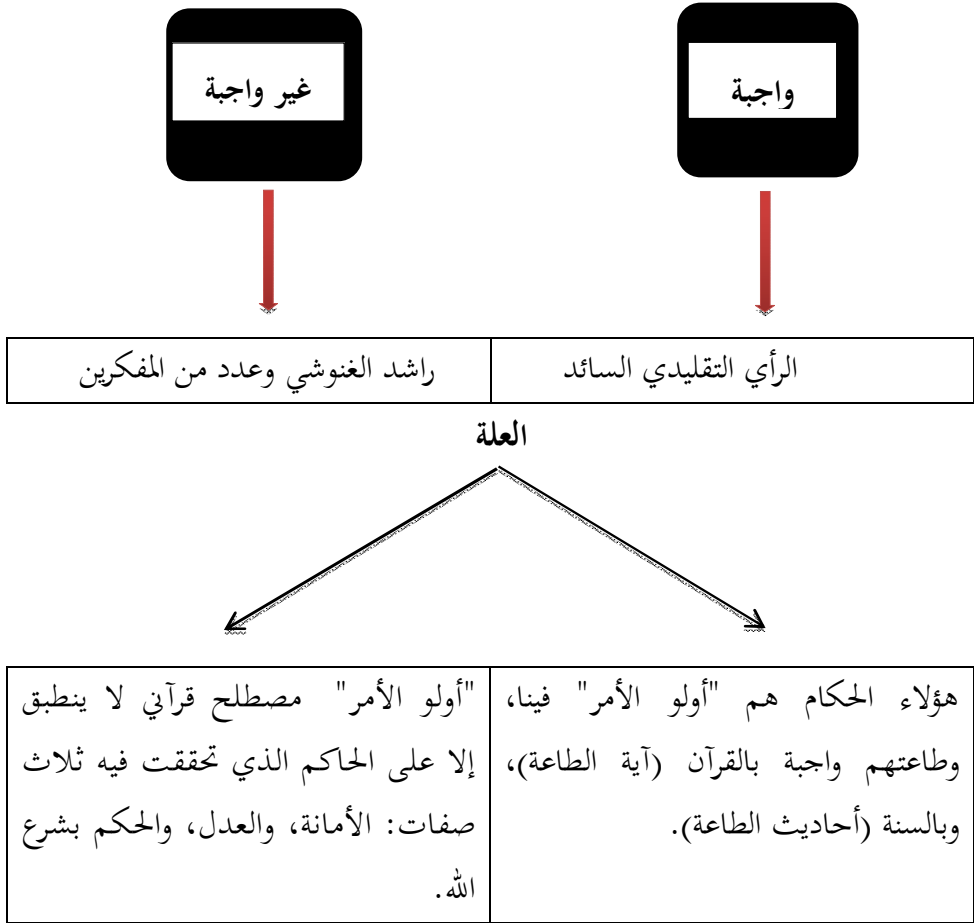 واجبة
غير واجبة
الرأي التقليدي السائد
راشد الغنوشي وعدد من المفكرين
العلة
هؤلاء الحكام هم "أولو الأمر" فينا،
وطاعتهم واجبة بالقرآن (آية الطاعة)،
وبالسنة (أحاديث الطاعة).
"أولو الأمر" مصطلح قرآني لا ينطبق
إلا على الحاكم الذي تحققت فيه ثلاث
صفات: الأمانة، والعدل، والحكم بشرع
الله.